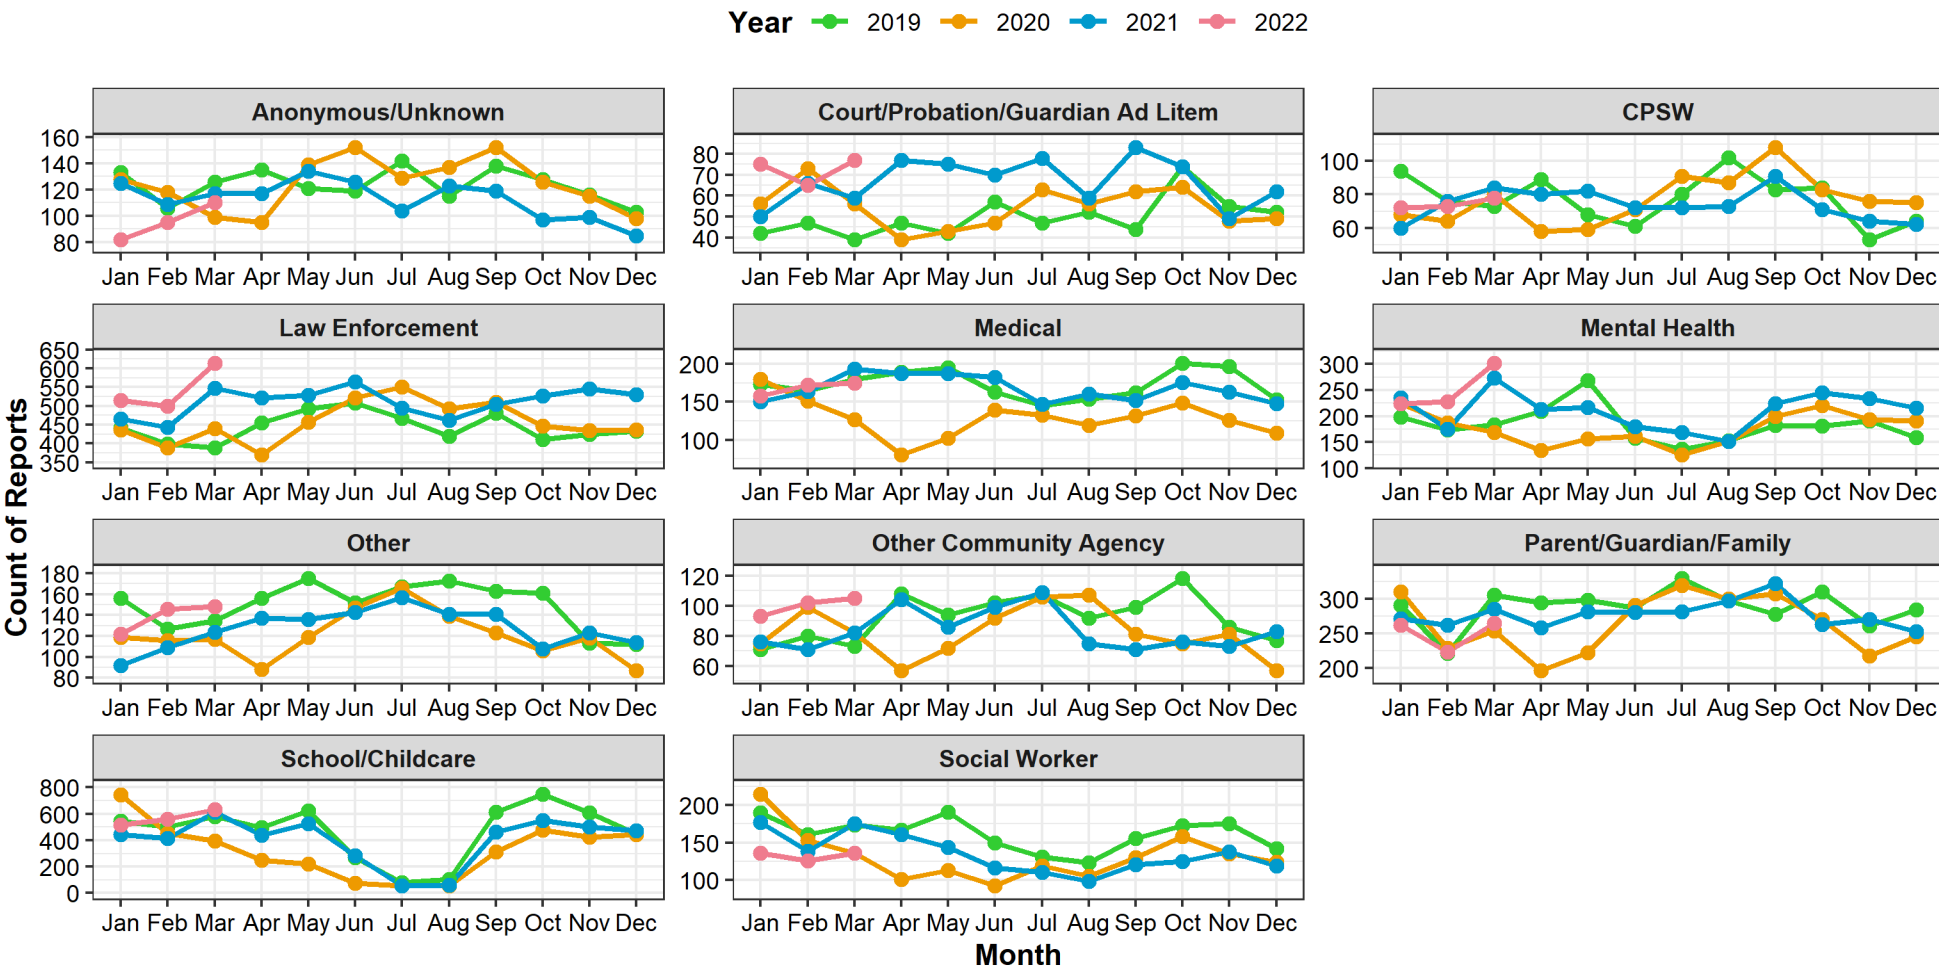 Year 2019 2020 2021 2022
Count of Reports
Anonymous/Unknown
160
140
120
100
80
Jan Feb Mar Apr May Jun Jul Aug Sep Oct Nov Dec
Court/Probation/Guardian Ad Litem
80
70
60
50
40
Jan Feb Mar Apr May Jun Jul Aug Sep Oct Nov Dec
CPSW
100
80
60
Jan Feb Mar Apr May Jun Jul Aug Sep Oct Nov Dec
Law Enforcement
650
600
550
500
450
400
350
Jan Feb Mar Apr May Jun Jul Aug Sep Oct Nov Dec
Medical
200
150
100
Jan Feb Mar Apr May Jun Jul Aug Sep Oct Nov Dec
Mental Health
300
250
200
150
100
Jan Feb Mar Apr May Jun Jul Aug Sep Oct Nov Dec
Other
180
160
140
120
100
80
Jan Feb Mar Apr May Jun Jul Aug Sep Oct Nov Dec
Other Community Agency
120
100
80
60
Jan Feb Mar Apr May Jun Jul Aug Sep Oct Nov Dec
Parent/Guardian/Family
300
250
200
Jan Feb Mar Apr May Jun Jul Aug Sep Oct Nov Dec
School/Childcare
800
600
400
200
0
Jan Feb Mar Apr May Jun Jul Aug Sep Oct Nov Dec
Social Worker
200
150
100
Jan Feb Mar Apr May Jun Jul Aug Sep Oct Nov Dec
Month